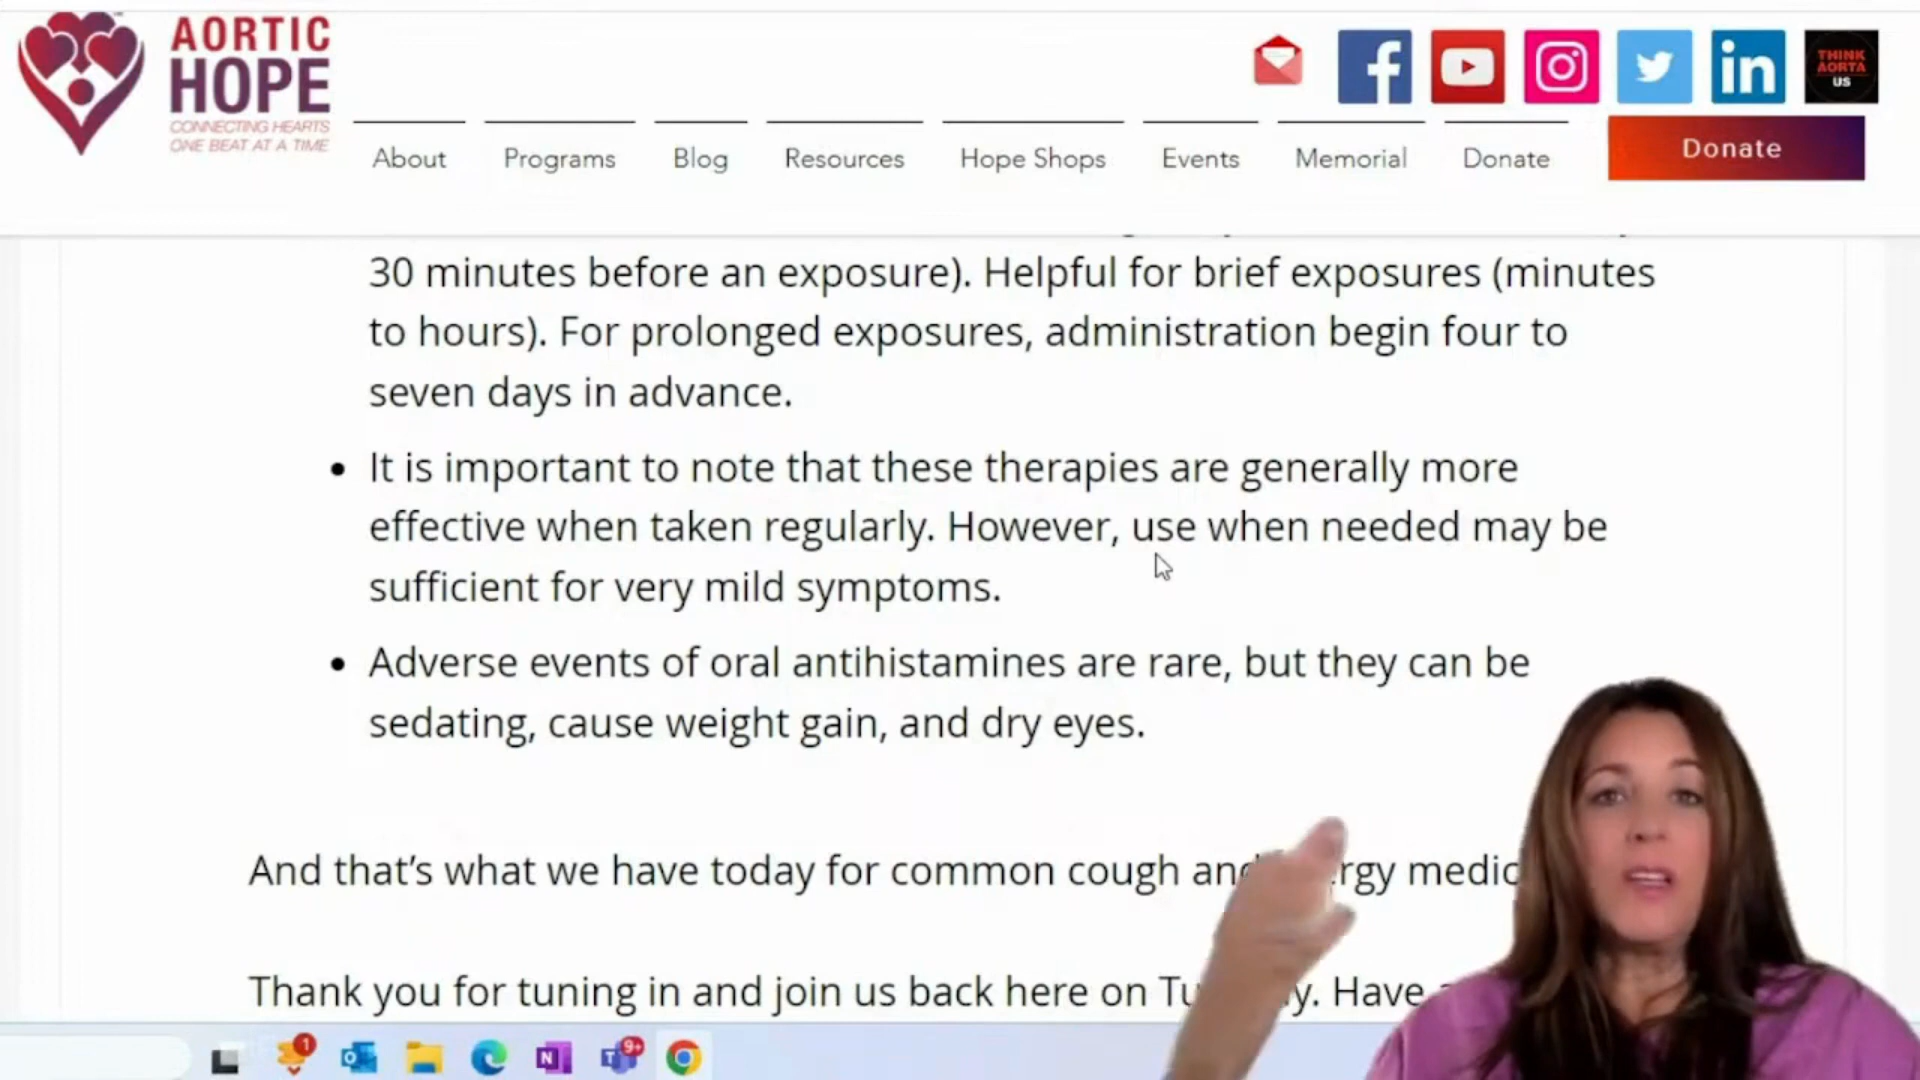 AORTIC
HOPE
CONNECTING HEARTS
ONE BEAT AT A TIME
THINK
AORTA
US
About Programs Blog Resources Hope Shops Events Memorial Donate
Donate
30 minutes before an exposure). Helpful for brief exposures (minutes
to hours). For prolonged exposures, administration begin four to
seven days in advance.
• It is important to note that these therapies are generally more
effective when taken regularly. However, use when needed may be
sufficient for very mild symptoms.
• Adverse events of oral antihistamines are rare, but they can be
sedating, cause weight gain, and dry eyes.
And that's what we have today for common cough and
Thank you for tuning in and join us back here on Have
1
9+